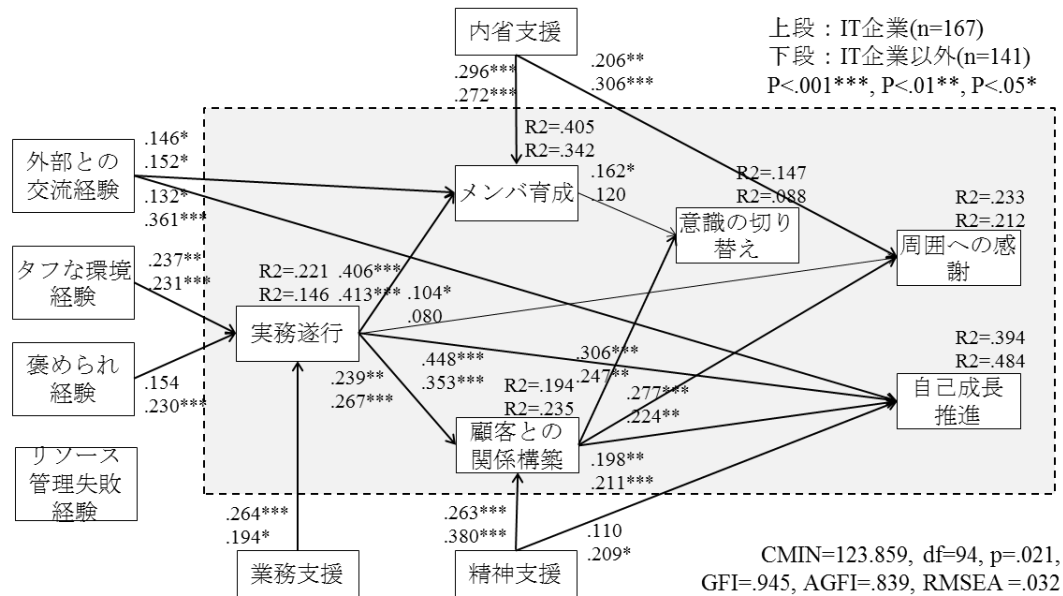 内省支援
上段：IT企業(n=167)
下段：IT企業以外(n=141)
P<.001***, P<.01**, P<.05*
.296***
.272***
.206**
.306***
外部との
交流経験
.146*
.152*
.132*
.361***
R2=.405
R2=.342
メンバ育成
.162*
.120
R2=.147
R2=.088
意識の切り
替え
R2=.233
R2=.212
周囲への感
謝
タフな環境
経験
.237**
.231***
R2=.221
R2=.146
.406***
.413***
.104*
.080
実務遂行
褒められ
経験
.154
.230***
.239**
.267***
.448***
.353***
R2=.194
R2=.235
顧客との
関係構築
.306***
.247**
.277***
.224**
R2=.394
R2=.484
自己成長
推進
.198**
.211***
リソース
管理失敗
経験
.264***
.194*
業務支援
.263***
.380***
精神支援
.110
.209*
CMIN=123.859, df=94, p=.021,
GFI=.945, AGFI=.839, RMSEA =.032